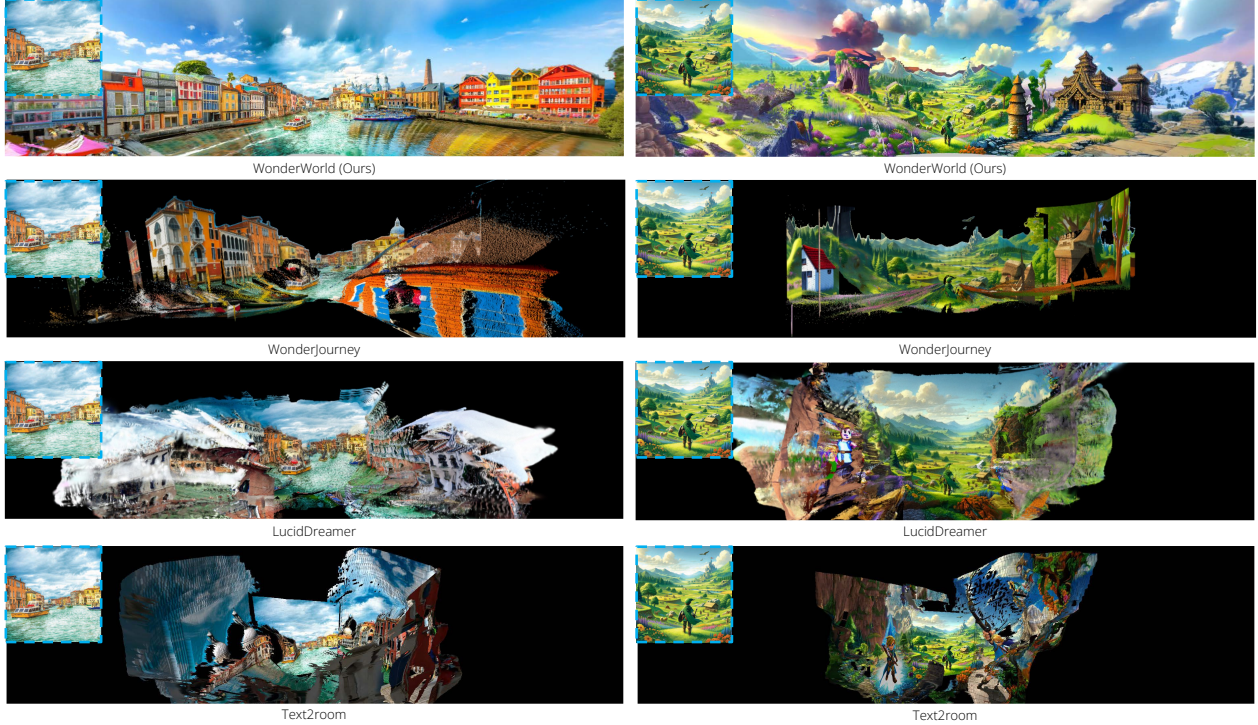 WonderWorld (Ours)
WonderWorld (Ours)
WonderJourney
WonderJourney
LucidDreamer
LucidDreamer
Text2room
Text2room